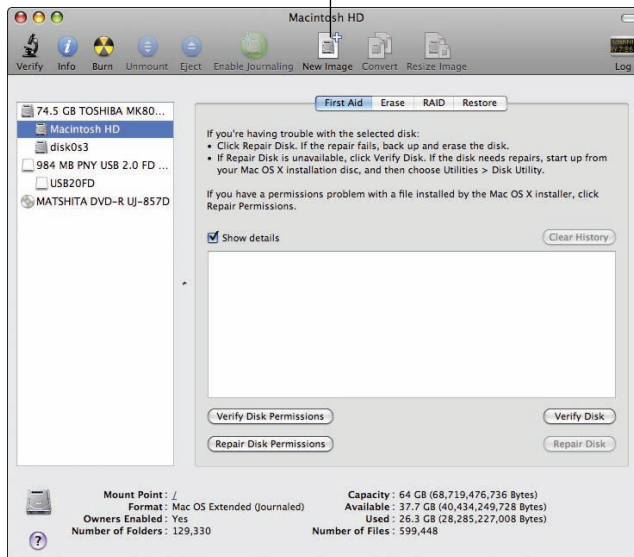 Macintosh HD
Verify Info Burn Unmount Eject Enable Journaling New Image Convert Resize Image Log
74.5 GB TOSHIBA MK80...
Macintosh HD
disk0s3
984 MB PNY USB 2.0 FD ...
USB20FD
MATSHITA DVD-R UJ-857D
First Aid Erase RAID Restore
If you're having trouble with the selected disk:
• Click Repair Disk. If the repair fails, back up and erase the disk.
• If Repair Disk is unavailable, click Verify Disk. If the disk needs repairs, start up from
your Mac OS X installation disc, and then choose Utilities > Disk Utility.
If you have a permissions problem with a file installed by the Mac OS X installer, click
Repair Permissions.
Show details
Clear History
Verify Disk Permissions
Verify Disk
Repair Disk Permissions
Repair Disk
Mount Point : /
Format : Mac OS Extended (Journaled)
Owners Enabled : Yes
Number of Folders : 129,330
Capacity : 64 GB (68,719,476,736 Bytes)
Available : 37.7 GB (40,434,249,728 Bytes)
Used : 26.3 GB (28,285,227,008 Bytes)
Number of Files : 599,448
?